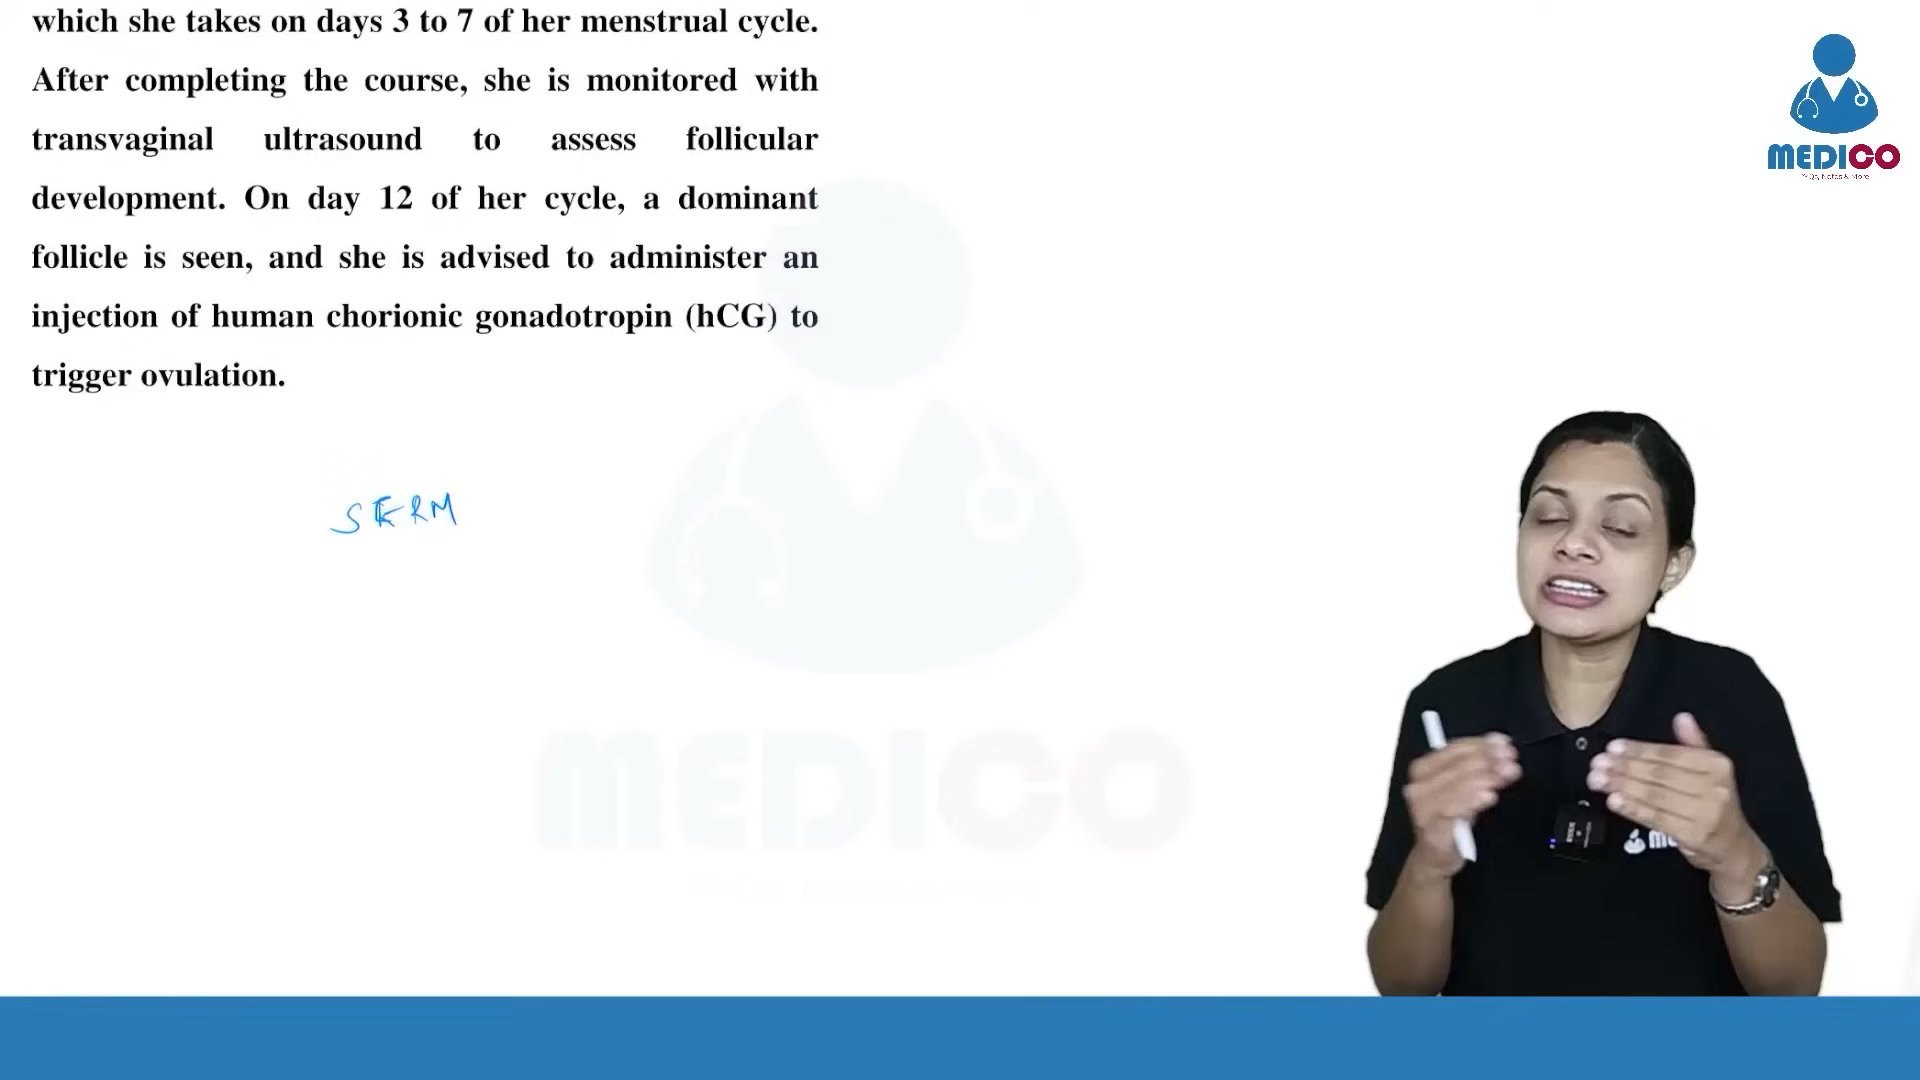 which she takes on days 3 to 7 of her menstrual cycle.
After completing the course, she is monitored with
transvaginal ultrasound to assess follicular
development. On day 12 of her cycle, a dominant
follicle is seen, and she is advised to administer an
injection of human chorionic gonadotropin (hCG) to
trigger ovulation.
SERM
MEDICO
MEDICO